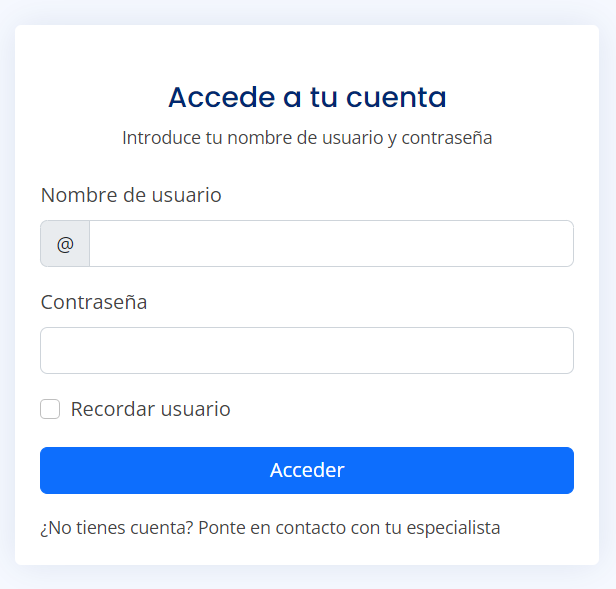 Accede a tu cuenta
Introduce tu nombre de usuario y contraseña
Nombre de usuario
@
Contraseña
Recordar usuario
Acceder
¿No tienes cuenta? Ponte en contacto con tu especialista